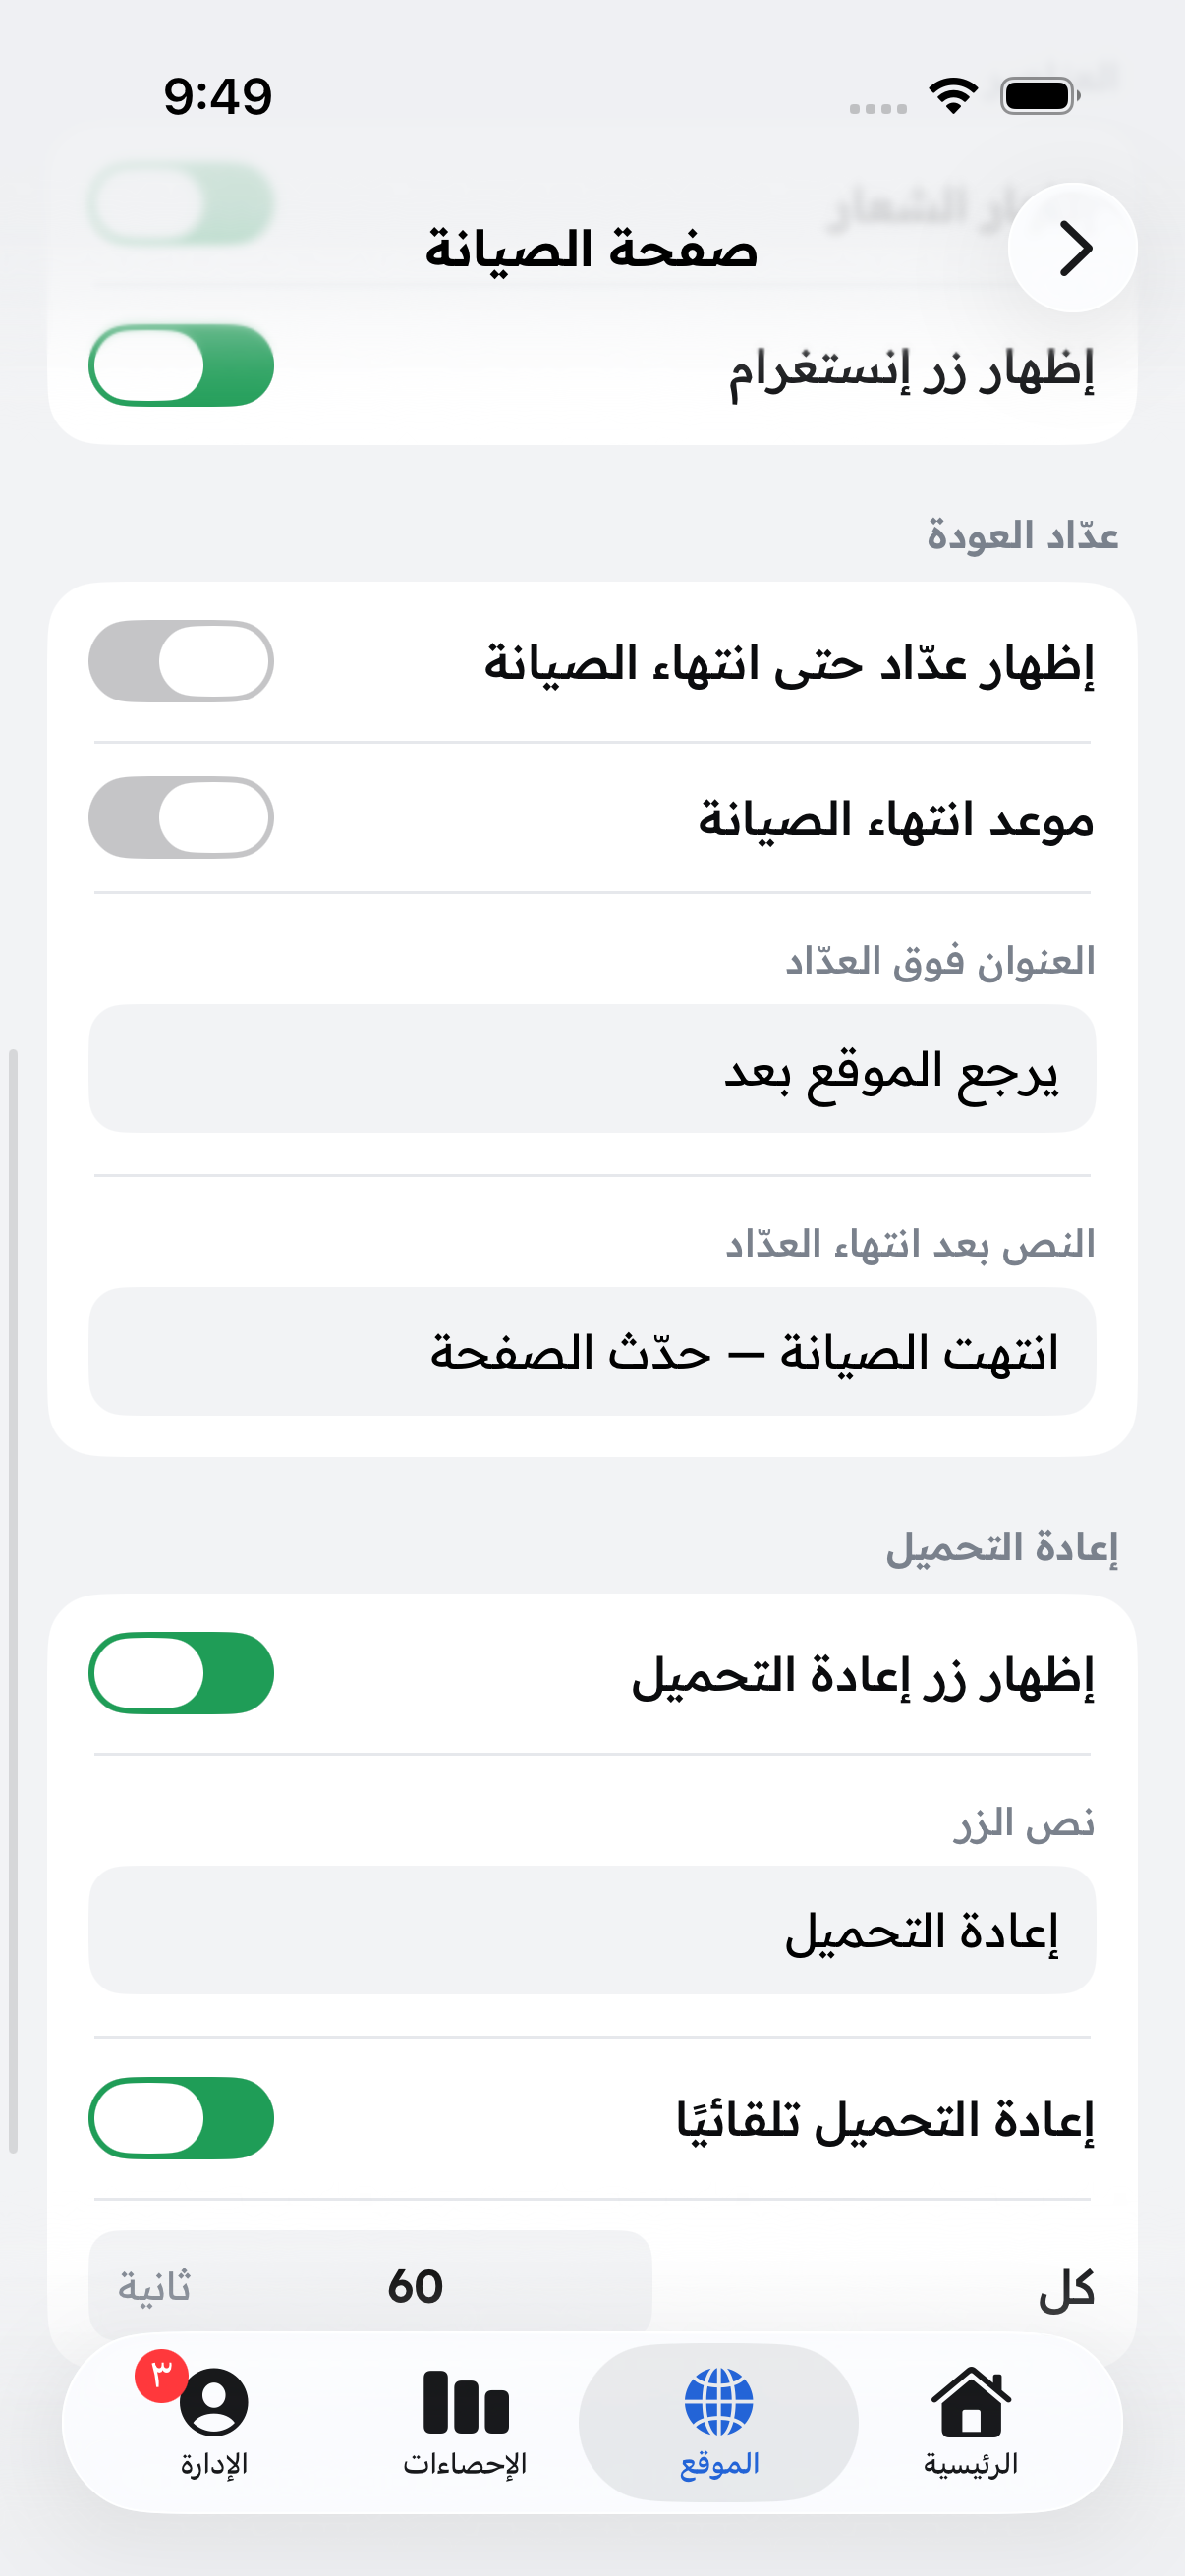 9:49
صفحة الصيانة
إظهار زر إنستغرام
عدّاد العودة
إظهار عدّاد حتى انتهاء الصيانة
موعد انتهاء الصيانة
العنوان فوق العدّاد
يرجع الموقع بعد
النص بعد انتهاء العدّاد
انتهت الصيانة — حدّث الصفحة
إعادة التحميل
إظهار زر إعادة التحميل
نص الزر
إعادة التحميل
إعادة التحميل تلقائيًا
كل 60 ثانية
الرئيسية
الموقع
الإحصاءات
٣
الإدارة